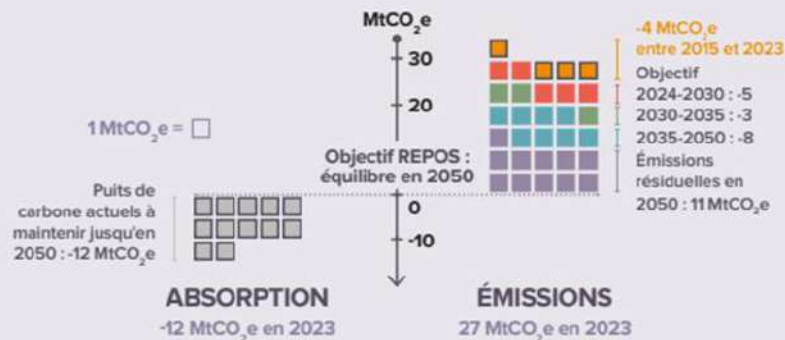 MtCO₂e
30
20
0
-10
1 MtCO₂e =
Puits de
carbone actuels à
maintenir jusqu'en
2050 : -12 MtCO₂e
Objectif REPOS :
équilibre en 2050
-4 MtCO₂e
entre 2015 et 2023
Objectif
2024-2030 : -5
2030-2035 : -3
2035-2050 : -8
Émissions
résiduelles en
2050 : 11 MtCO₂e
ABSORPTION
-12 MtCO₂e en 2023
ÉMISSIONS
27 MtCO₂e en 2023